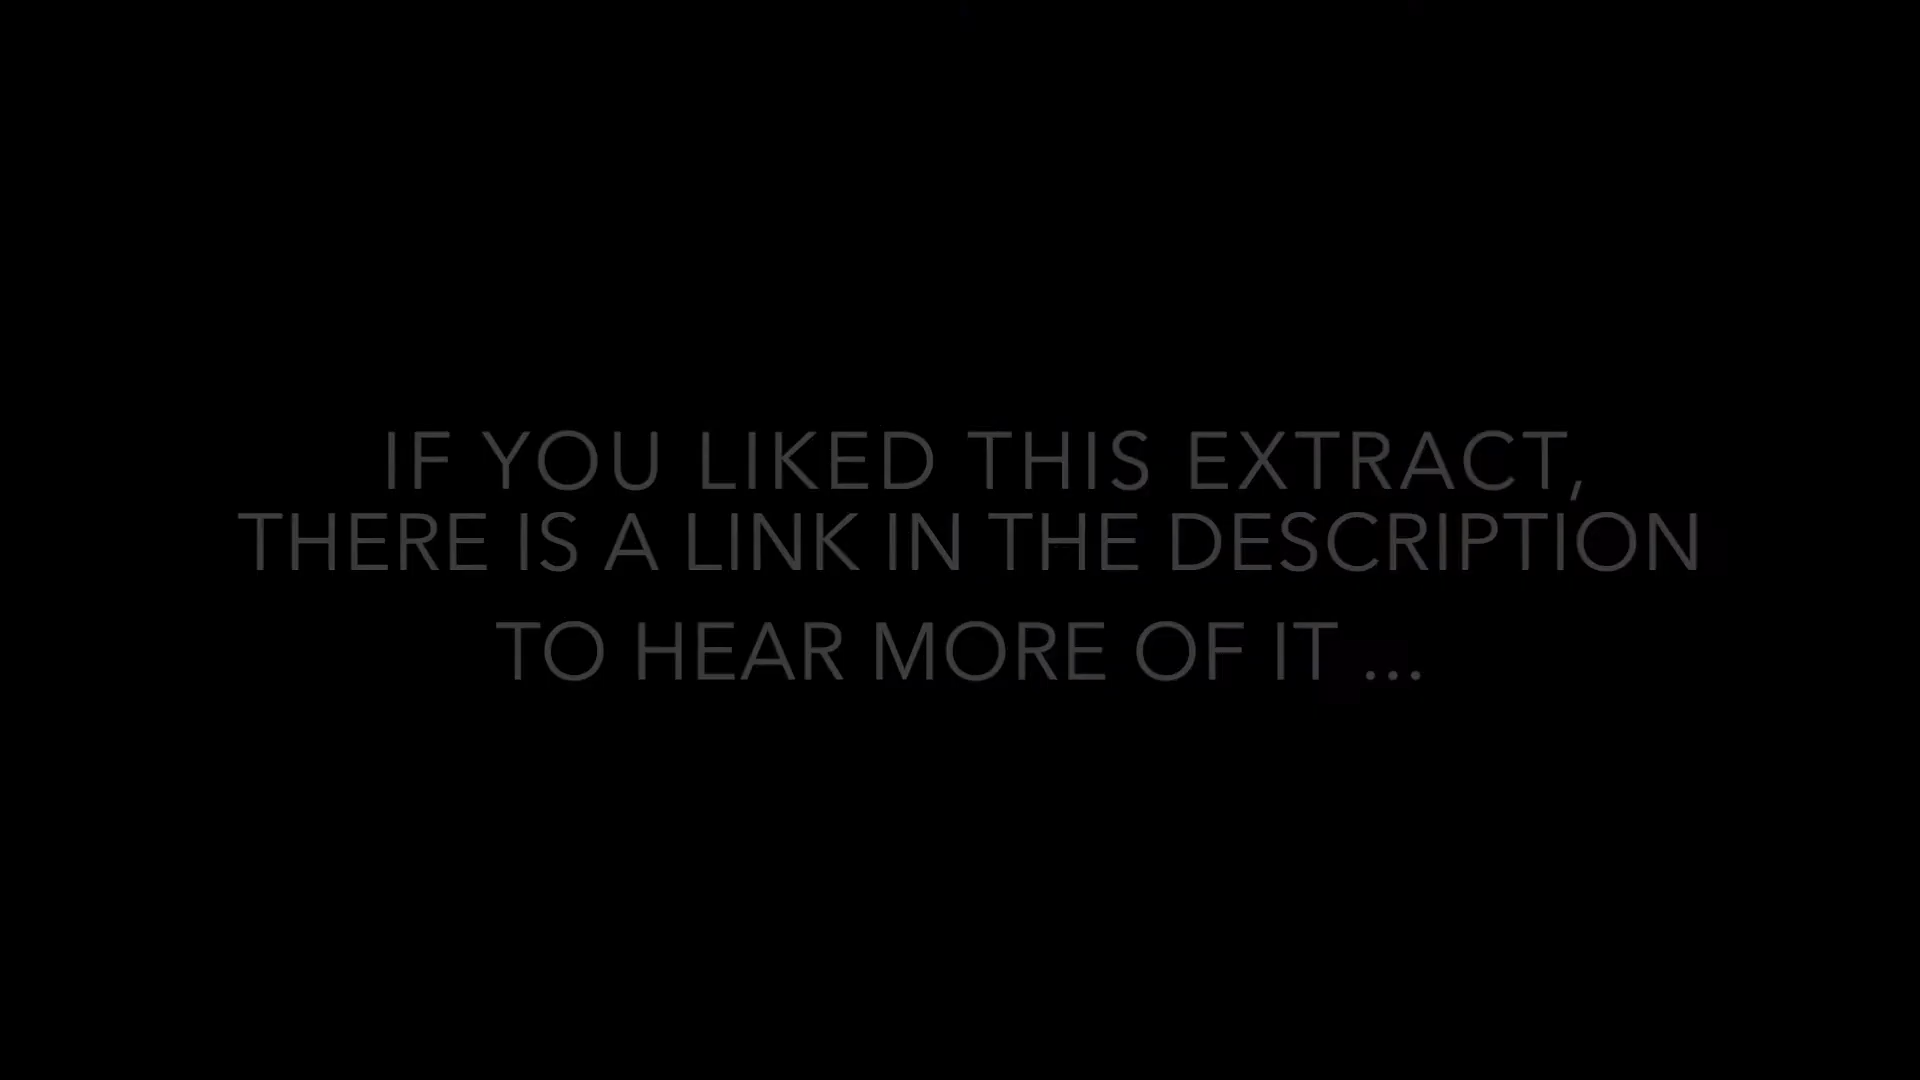 IF YOU LIKED THIS EXTRACT,
THERE IS A LINK IN THE DESCRIPTION
TO HEAR MORE OF IT ...